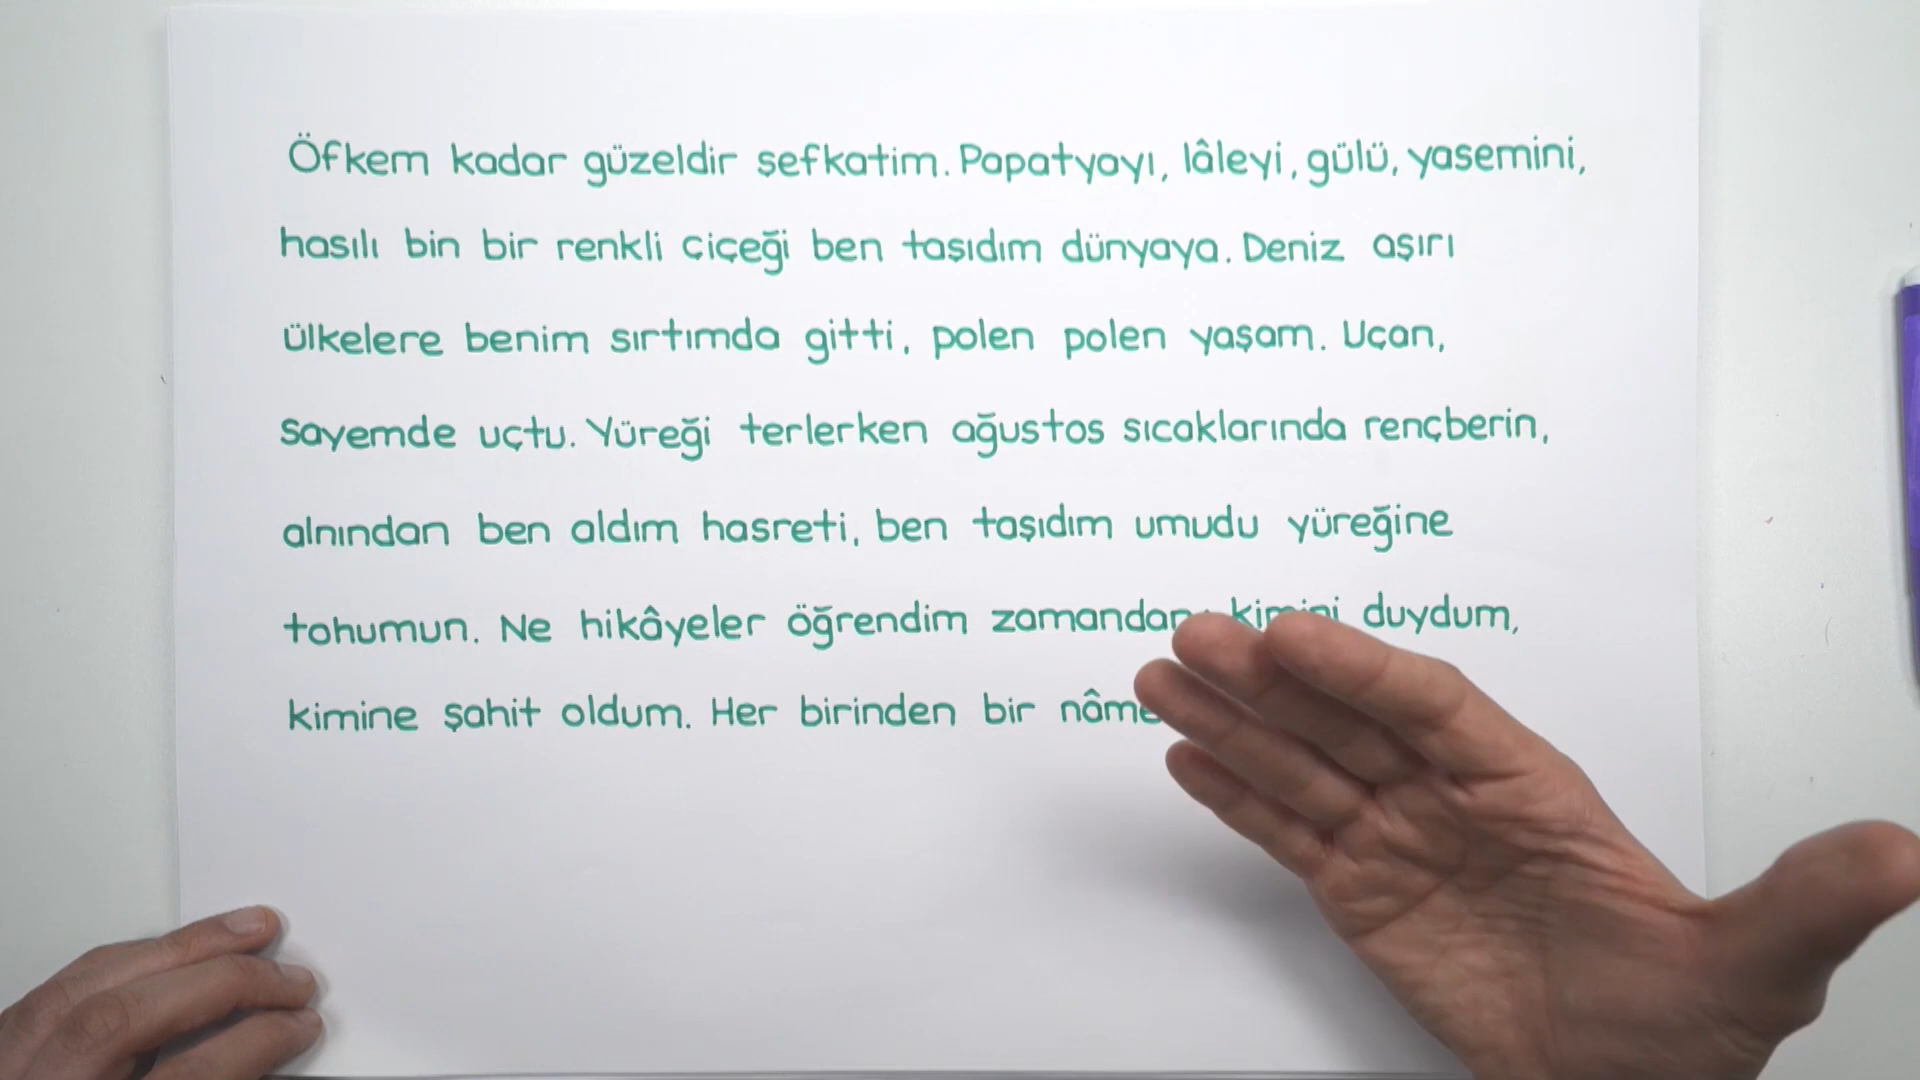 Öfkem kadar güzeldir şefkatim. Papatyayı, lâleyi, gülü, yasemini,
hasılı bin bir renkli çiçeği ben taşıdım dünyaya. Deniz aşırı
ülkelere benim sırtımda gitti, polen polen yaşam. Uçan,
sayemde uçtu. Yüreği terlerken ağustos sıcaklarında rençberin,
alnından ben aldım hasreti, ben taşıdım umudu yüreğine
tohumun. Ne hikâyeler öğrendim zamandan, kimini duydum,
kimine şahit oldum. Her birinden bir nâme